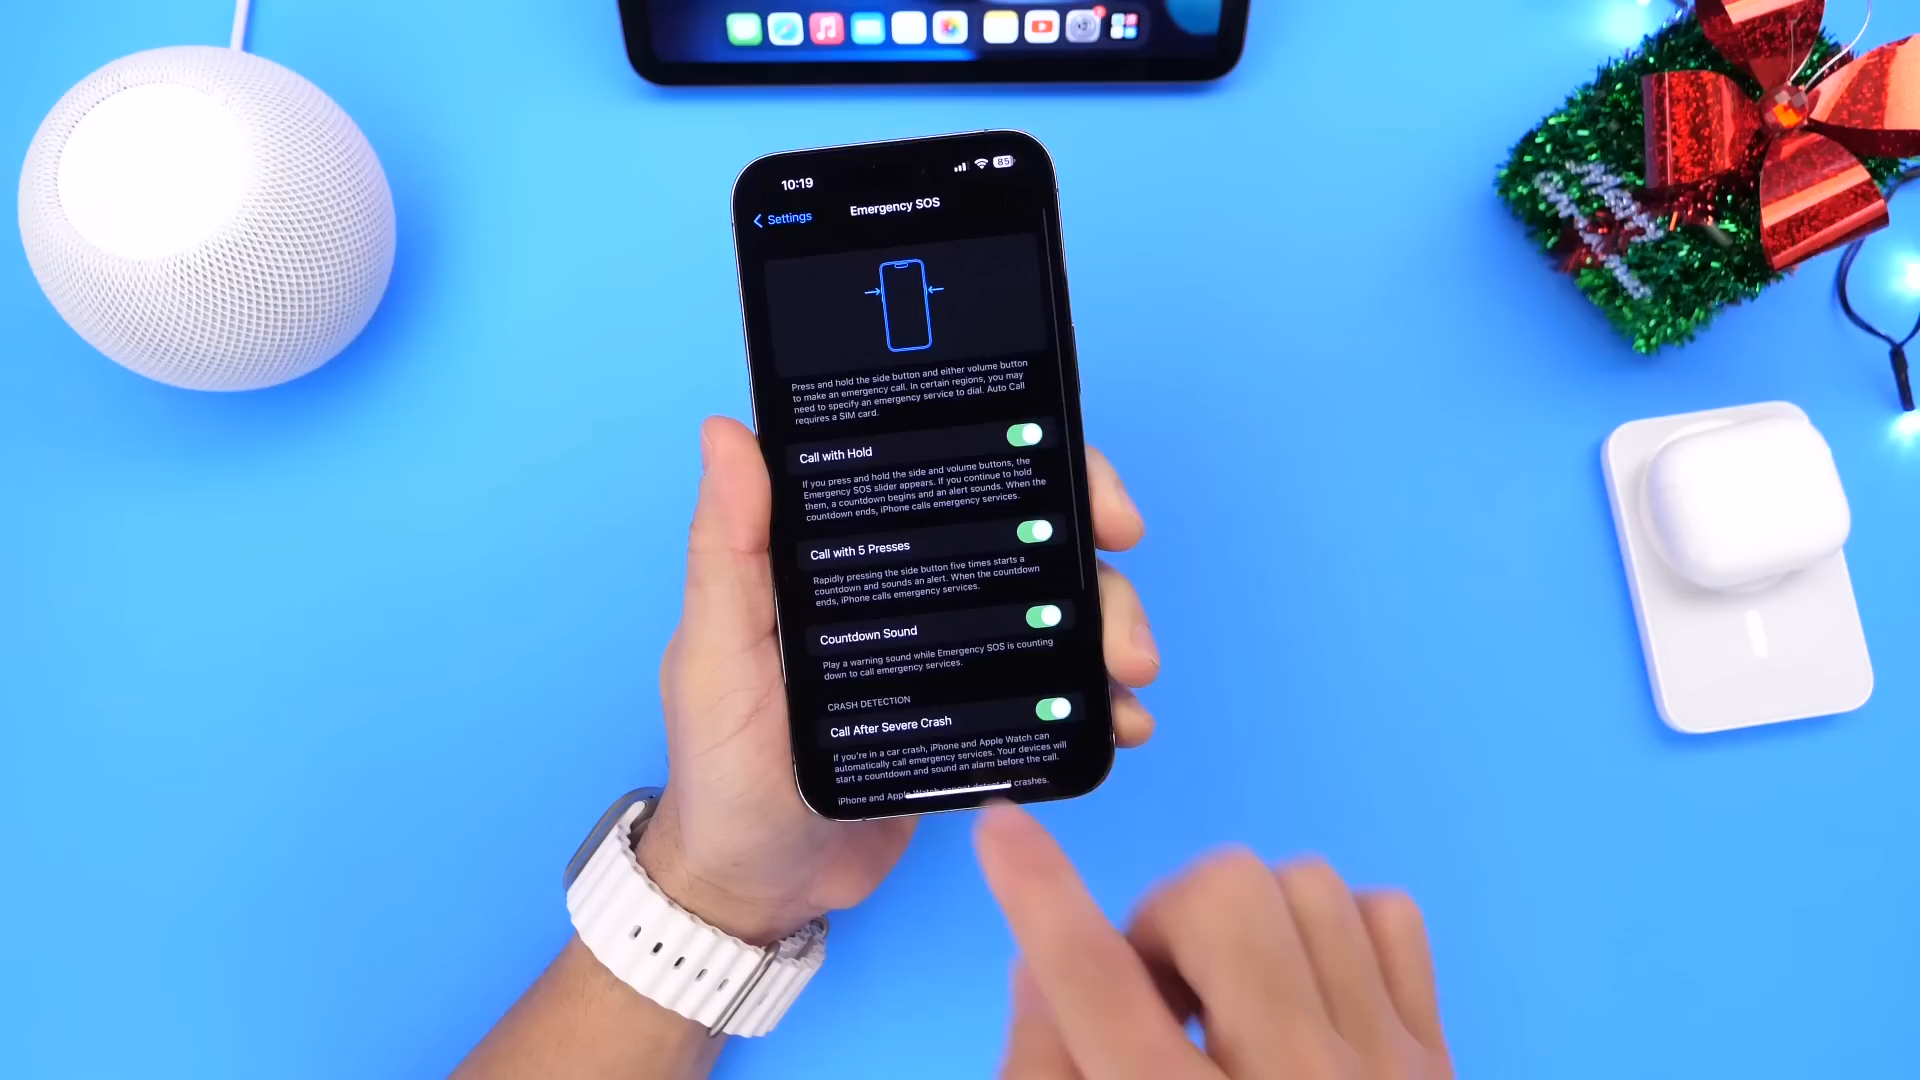 10:19
85
Settings
Emergency SOS
Press and hold the side button and either volume button
to make an emergency call. In certain regions, you may
need to specify an emergency service to dial. Auto Call
requires a SIM card.
Call with Hold
If you press and hold the side and volume buttons, the
Emergency SOS slider appears. If you continue to hold
them, a countdown begins and an alert sounds. When the
countdown ends, iPhone calls emergency services.
Call with 5 Presses
Rapidly pressing the side button five times starts a
countdown and sounds an alert. When the countdown
ends, iPhone calls emergency services.
Countdown Sound
Play a warning sound while Emergency SOS is counting
down to call emergency services.
CRASH DETECTION
Call After Severe Crash
If you're in a car crash, iPhone and Apple Watch can
automatically call emergency services. Your devices will
start a countdown and sound an alarm before the call.
iPhone and Apple Watch cannot detect all crashes.